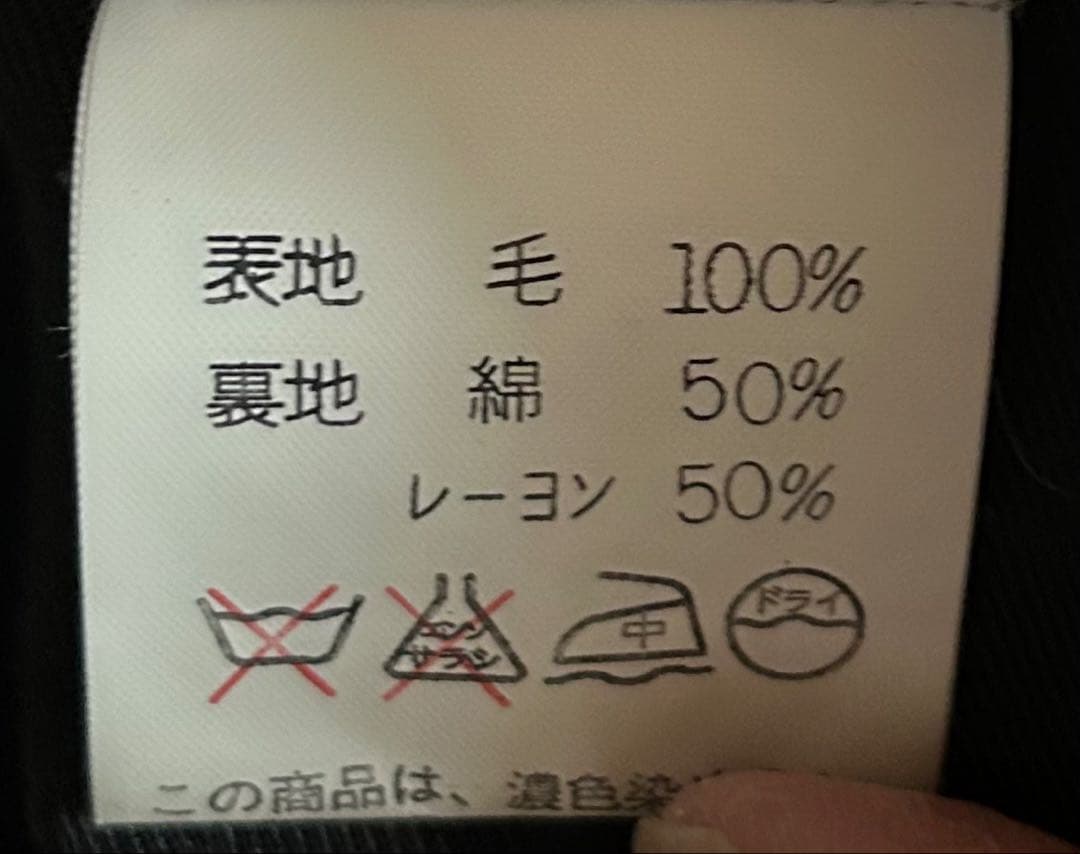 表地 毛 100%
裏地 綿 50%
レーヨン 50%
エンソ
サラシ
中
ドライ
この商品は、濃色染